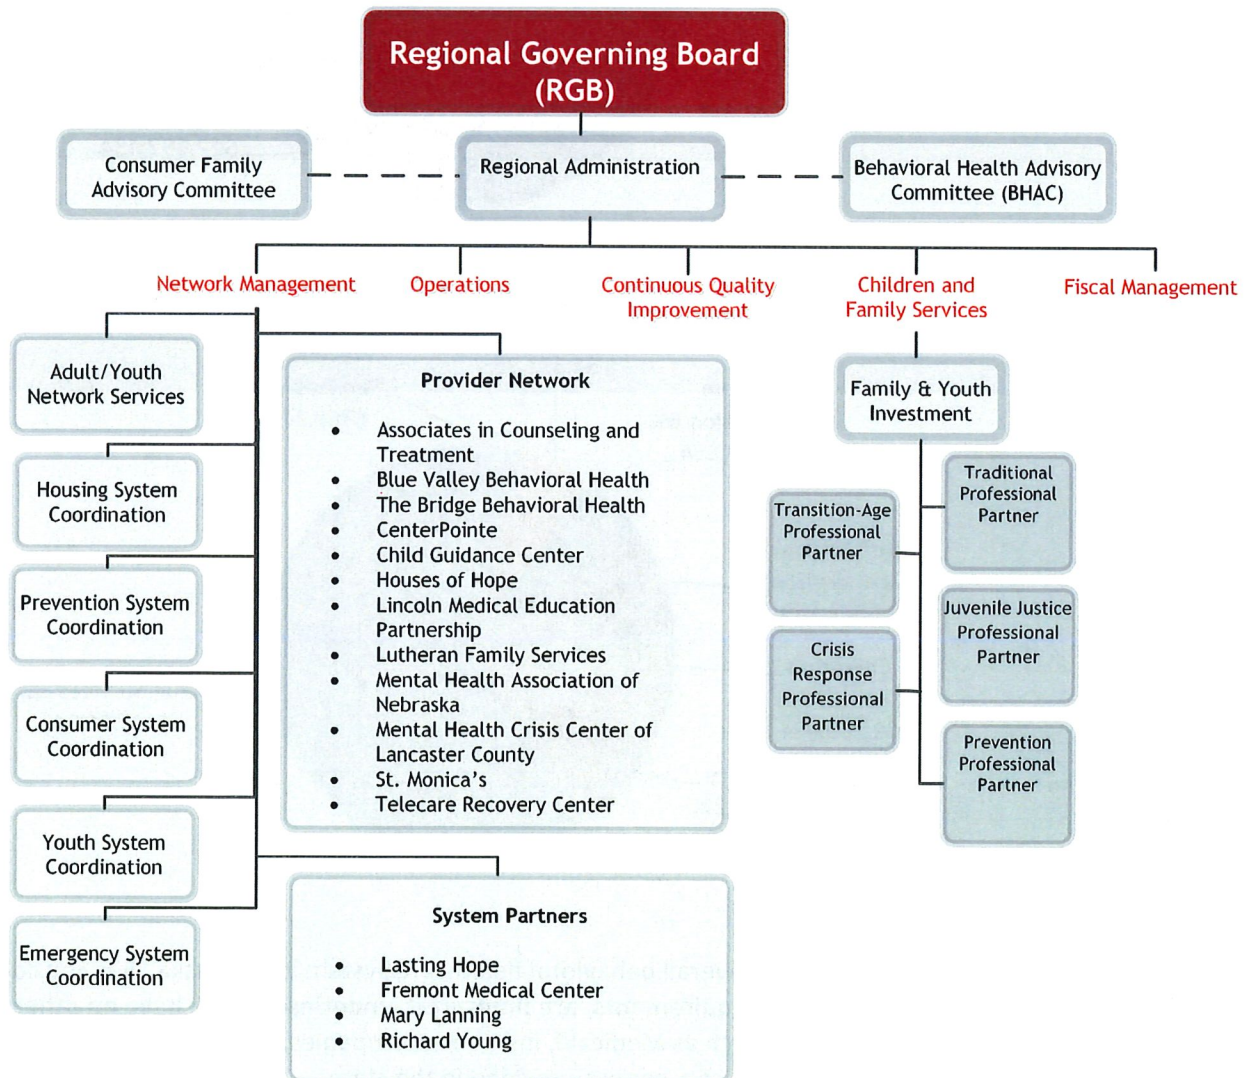 Regional Governing Board
(RGB)
Consumer Family
Advisory Committee
Regional Administration
Behavioral Health Advisory
Committee (BHAC)
Network Management
Operations
Continuous Quality
Improvement
Children and
Family Services
Fiscal Management
Adult/Youth
Network Services
Housing System
Coordination
Prevention System
Coordination
Consumer System
Coordination
Youth System
Coordination
Emergency System
Coordination
Provider Network
• Associates in Counseling and
Treatment
• Blue Valley Behavioral Health
• The Bridge Behavioral Health
• CenterPointe
• Child Guidance Center
• Houses of Hope
• Lincoln Medical Education
Partnership
• Lutheran Family Services
• Mental Health Association of
Nebraska
• Mental Health Crisis Center of
Lancaster County
• St. Monica's
• Telecare Recovery Center
System Partners
• Lasting Hope
• Fremont Medical Center
• Mary Lanning
• Richard Young
Family & Youth
Investment
Transition-Age
Professional
Partner
Traditional
Professional
Partner
Crisis
Response
Professional
Partner
Juvenile Justice
Professional
Partner
Prevention
Professional
Partner